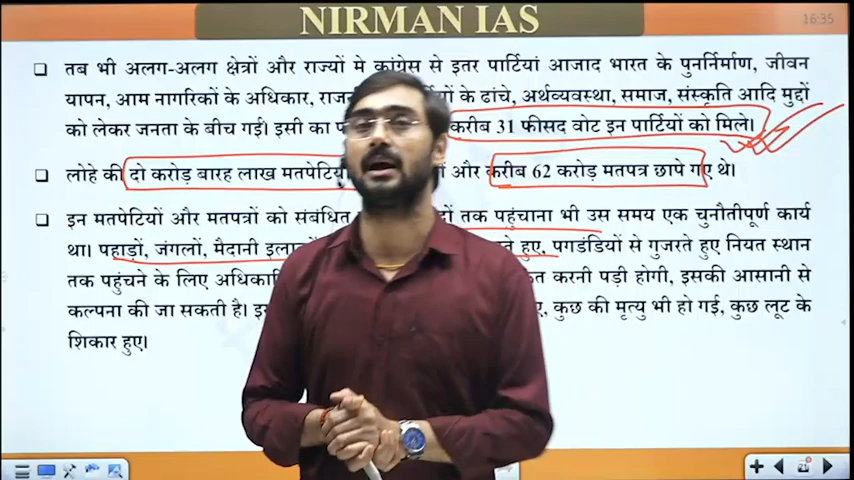 NIRMAN IAS
16:35
तब भी अलग-अलग क्षेत्रों और राज्यों मे कांग्रेस से इतर पार्टियां आजाद भारत के पुनर्निर्माण, जीवन
यापन, आम नागरिकों के अधिकार, के ढांचे, अर्थव्यवस्था, समाज, संस्कृति आदि मुद्दों
को लेकर जनता के बीच गईं। इसी का करीब 31 फीसद वोट इन पार्टियों को मिले।
लोहे की दो करोड़ बारह लाख और करीब 62 करोड़ मतपत्र छापे गए थे।
इन मतपेटियों और मतपत्रों को संबंधित तक पहुंचाना भी उस समय एक चुनौतीपूर्ण कार्य
था। पहाड़ों, जंगलों, मैदानी हुए, पगडंडियों से गुजरते हुए नियत स्थान
तक पहुंचने के लिए करनी पड़ी होगी, इसकी आसानी से
कल्पना की जा सकती है। कुछ की मृत्यु भी हो गई, कुछ लूट के
शिकार हुए।